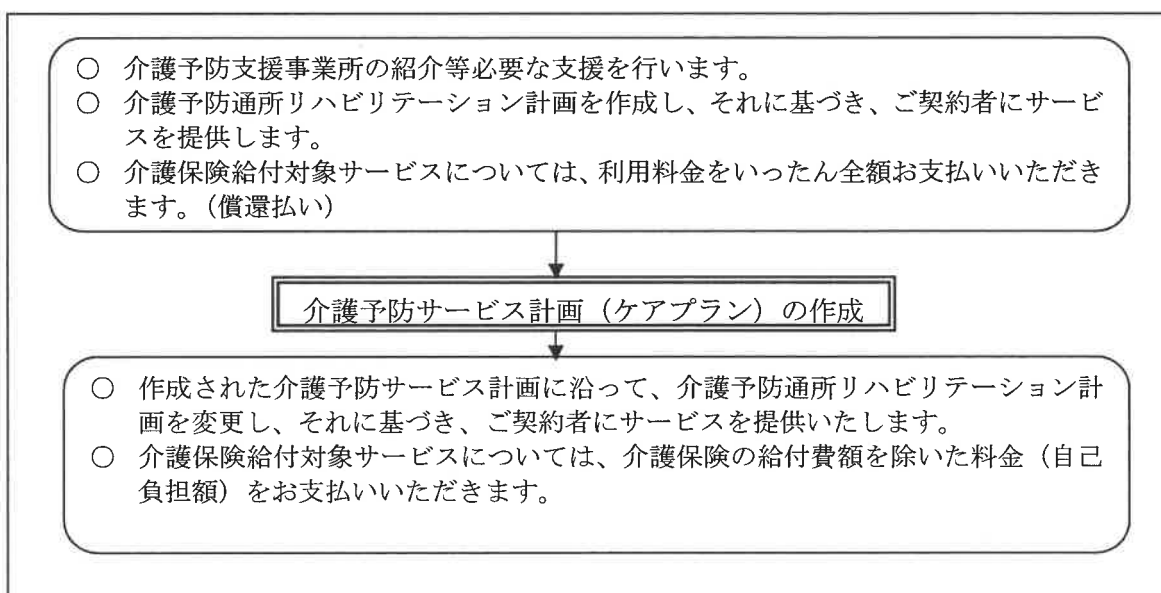 ○ 介護予防支援事業所の紹介等必要な支援を行います。
○ 介護予防通所リハビリテーション計画を作成し、それに基づき、ご契約者にサービ
スを提供します。
○ 介護保険給付対象サービスについては、利用料金をいったん全額お支払いいただき
ます。（償還払い）
介護予防サービス計画（ケアプラン）の作成
○ 作成された介護予防サービス計画に沿って、介護予防通所リハビリテーション計
画を変更し、それに基づき、ご契約者にサービスを提供いたします。
○ 介護保険給付対象サービスについては、介護保険の給付費額を除いた料金（自己
負担額）をお支払いいただきます。